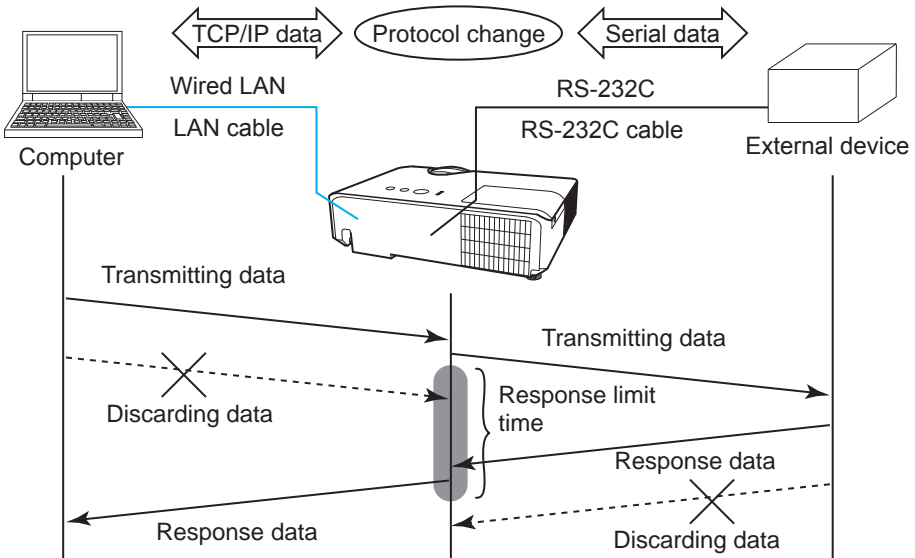 TCP/IP data
Protocol change
Serial data
Wired LAN
LAN cable
RS-232C
RS-232C cable
Computer
External device
Transmitting data
Transmitting data
Discarding data
Response limit
time
Response data
Response data
Discarding data